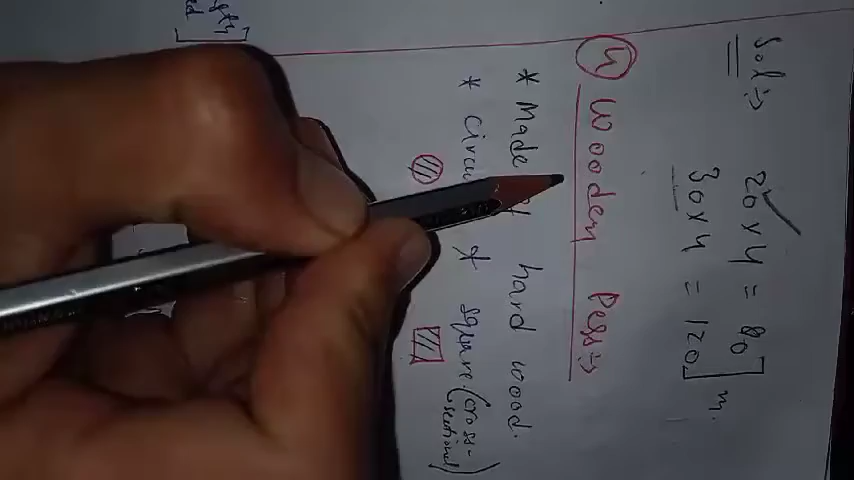 Sol:->
20 x 4 = 80
30 x 4 = 120] m.
(4) Wooden Pegs:->
* Made of hard wood.
* circu * square. (cross-
sectional)